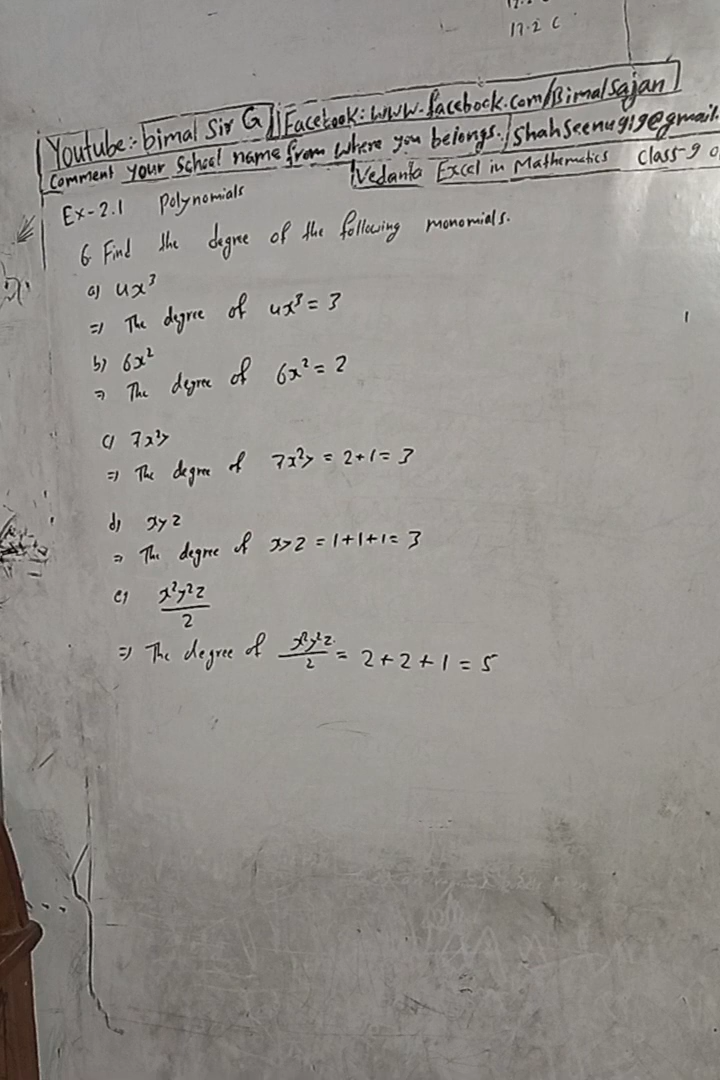 17.2 C
Youtube:- bimal Sir G || Facebook: www.facebook.com/Bimalsajan
Comment your School name from where you belongs. / Shahseenu919@gmail.
Vedanta Excel in Mathematics Class-9 o
Ex-2.1 Polynomials
6. Find the degree of the following monomials.
a) 4x³
=) The degree of 4x³ = 3
b) 6x²
=) The degree of 6x² = 2
c) 7x²y
=) The degree of 7x²y = 2+1 = 3
d) xyz
=) The degree of xyz = 1+1+1 = 3
e) x²y²z
2
=) The degree of x²y²z/2 = 2+2+1 = 5